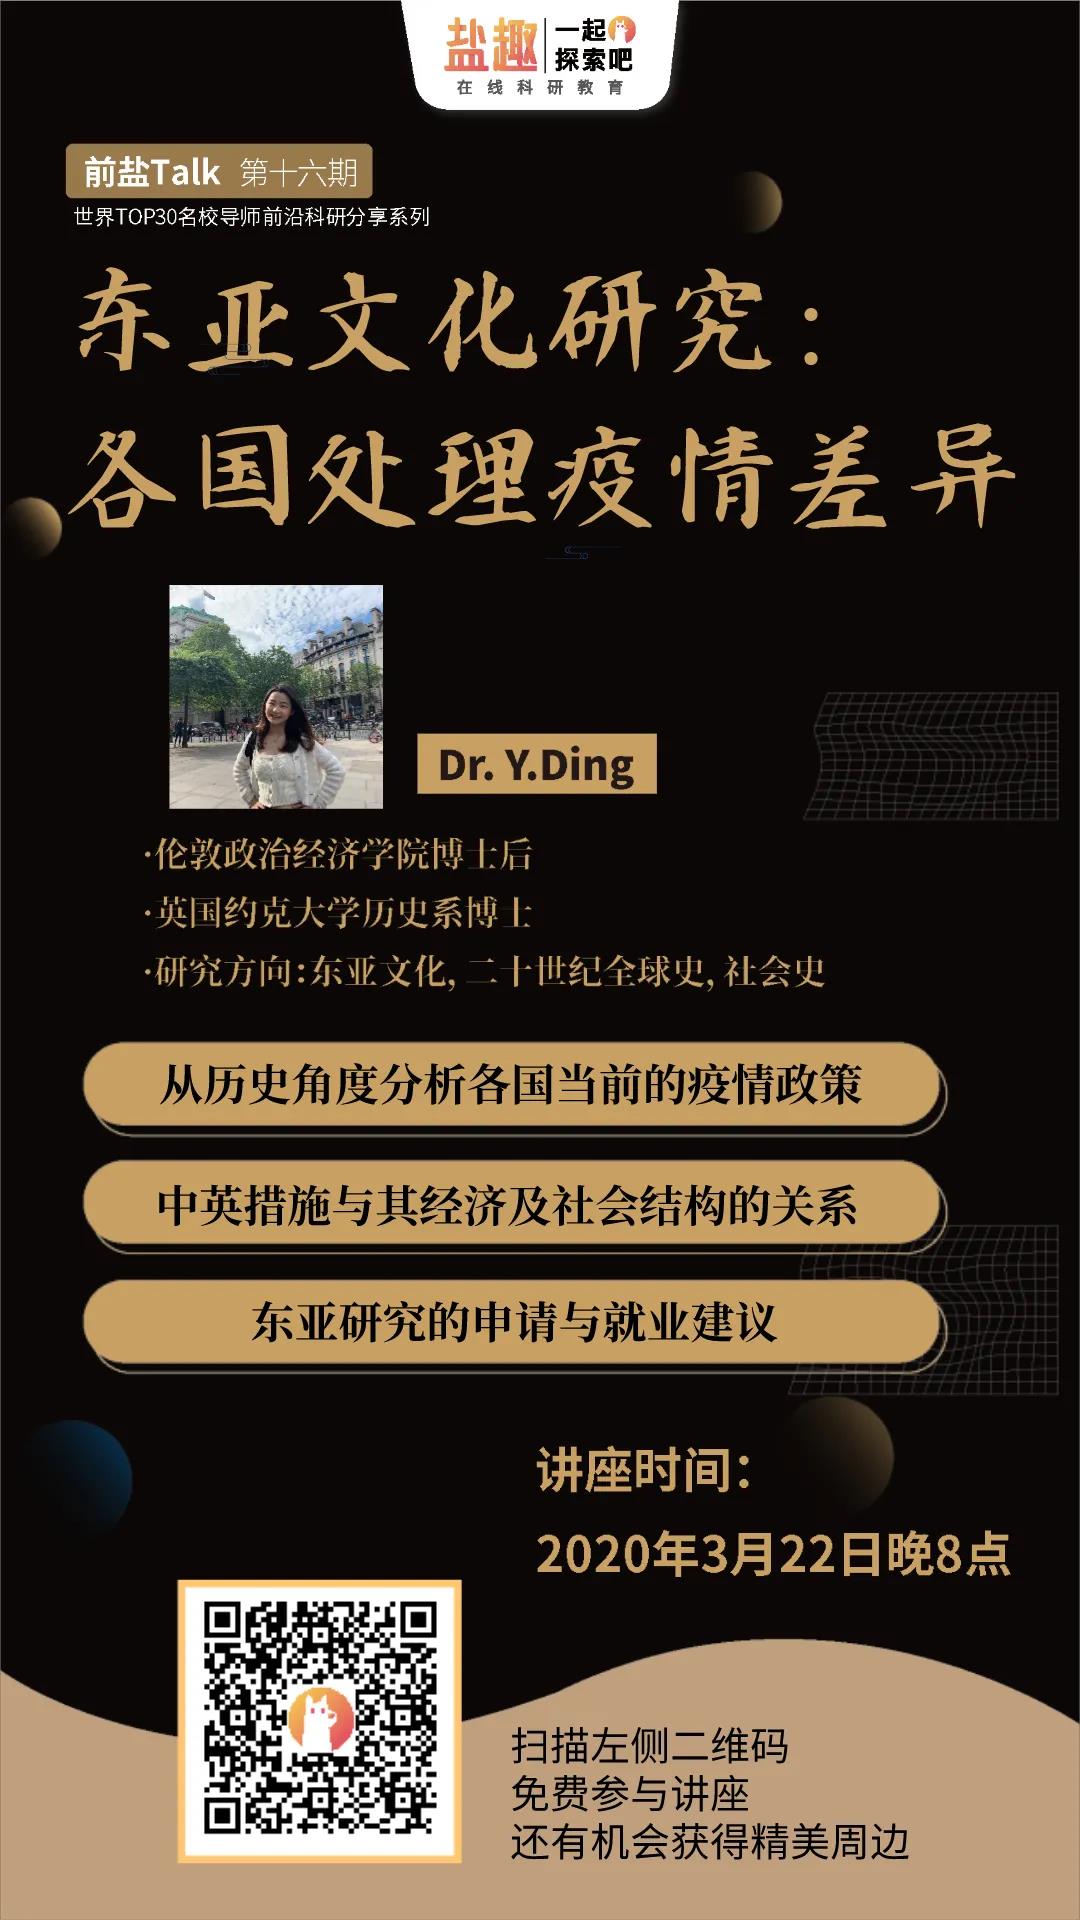 盐趣
一起
探索吧
在线科研教育
前盐Talk 第十六期
世界TOP30名校导师前沿科研分享系列
东亚文化研究：
各国处理疫情差异
Dr. Y.Ding
·伦敦政治经济学院博士后
·英国约克大学历史系博士
·研究方向：东亚文化, 二十世纪全球史, 社会史
从历史角度分析各国当前的疫情政策
中英措施与其经济及社会结构的关系
东亚研究的申请与就业建议
讲座时间：
2020年3月22日晚8点
扫描左侧二维码
免费参与讲座
还有机会获得精美周边